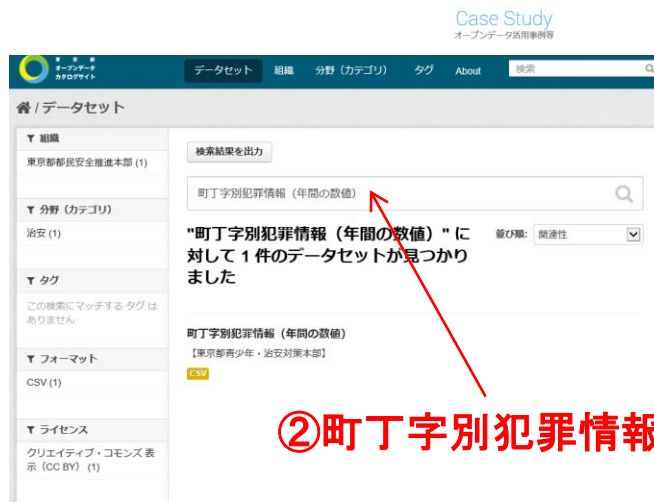 Case Study
オープンデータ活用事例等
東京都
オープンデータ
カタログサイト
データセット 組織 分野（カテゴリ） タグ About 検索
/ データセット
組織
東京都都民安全推進本部 (1)
分野（カテゴリ）
治安 (1)
タグ
この検索にマッチする タグ は
ありません
フォーマット
CSV (1)
ライセンス
クリエイティブ・コモンズ 表
示（CC BY） (1)
検索結果を出力
町丁字別犯罪情報（年間の数値）
"町丁字別犯罪情報（年間の数値）" に
対して 1 件のデータセットが見つかり
ました
並び順: 関連性
町丁字別犯罪情報（年間の数値）
【東京都青少年・治安対策本部】
CSV
②町丁字別犯罪情報